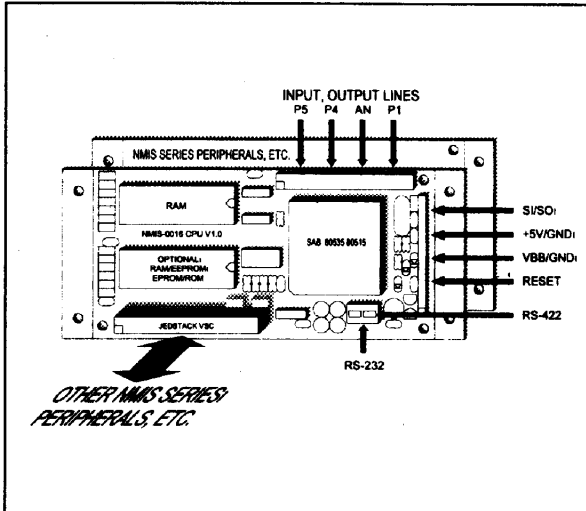 INPUT, OUTPUT LINES
P5 P4 AN P1
NMIS SERIES PERIPHERALS, ETC.
RAM
NMIS-0016 CPU V1.0
SAB 80535 80515
OPTIONAL:
RAM/EEPROM:
EPROM/ROM
JEDSTACK VSC
SI/SO:
+5V/GND:
VBB/GND:
RESET
RS-422
RS-232
OTHER NMIS SERIES:
PERIPHERALS, ETC.